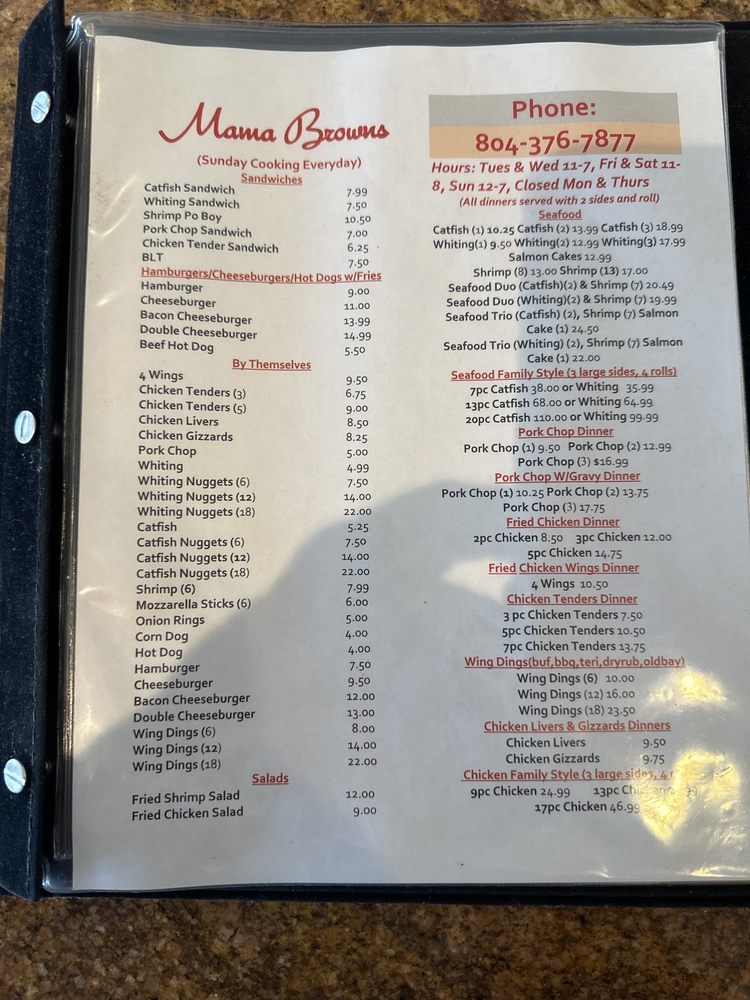 Mama Browns
(Sunday Cooking Everyday)
Sandwiches
Catfish Sandwich 7.99
Whiting Sandwich 7.50
Shrimp Po Boy 10.50
Pork Chop Sandwich 7.00
Chicken Tender Sandwich 6.25
BLT 7.50
Hamburgers/Cheeseburgers/Hot Dogs w/Fries
Hamburger 9.00
Cheeseburger 11.00
Bacon Cheeseburger 13.99
Double Cheeseburger 14.99
Beef Hot Dog 5.50
By Themselves
4 Wings 9.50
Chicken Tenders (3) 6.75
Chicken Tenders (5) 9.00
Chicken Livers 8.50
Chicken Gizzards 8.25
Pork Chop 5.00
Whiting 4.99
Whiting Nuggets (6) 7.50
Whiting Nuggets (12) 14.00
Whiting Nuggets (18) 22.00
Catfish 5.25
Catfish Nuggets (6) 7.50
Catfish Nuggets (12) 14.00
Catfish Nuggets (18) 22.00
Shrimp (6) 7.99
Mozzarella Sticks (6) 6.00
Onion Rings 5.00
Corn Dog 4.00
Hot Dog 4.00
Hamburger 7.50
Cheeseburger 9.50
Bacon Cheeseburger 12.00
Double Cheeseburger 13.00
Wing Dings (6) 8.00
Wing Dings (12) 14.00
Wing Dings (18) 22.00
Salads
Fried Shrimp Salad 12.00
Fried Chicken Salad 9.00
Phone:
804-376-7877
Hours: Tues & Wed 11-7, Fri & Sat 11-
8, Sun 12-7, Closed Mon & Thurs
(All dinners served with 2 sides and roll)
Seafood
Catfish (1) 10.25 Catfish (2) 13.99 Catfish (3) 18.99
Whiting(1) 9.50 Whiting(2) 12.99 Whiting(3) 17.99
Salmon Cakes 12.99
Shrimp (8) 13.00 Shrimp (13) 17.00
Seafood Duo (Catfish)(2) & Shrimp (7) 20.49
Seafood Duo (Whiting)(2) & Shrimp (7) 19.99
Seafood Trio (Catfish) (2), Shrimp (7) Salmon
Cake (1) 24.50
Seafood Trio (Whiting) (2), Shrimp (7) Salmon
Cake (1) 22.00
Seafood Family Style (3 large sides, 4 rolls)
7pc Catfish 38.00 or Whiting 35.99
13pc Catfish 68.00 or Whiting 64.99
20pc Catfish 110.00 or Whiting 99.99
Pork Chop Dinner
Pork Chop (1) 9.50 Pork Chop (2) 12.99
Pork Chop (3) $16.99
Pork Chop W/Gravy Dinner
Pork Chop (1) 10.25 Pork Chop (2) 13.75
Pork Chop (3) 17.75
Fried Chicken Dinner
2pc Chicken 8.50 3pc Chicken 12.00
5pc Chicken 14.75
Fried Chicken Wings Dinner
4 Wings 10.50
Chicken Tenders Dinner
3 pc Chicken Tenders 7.50
5pc Chicken Tenders 10.50
7pc Chicken Tenders 13.75
Wing Dings(buf,bbq,teri,dryrub,oldbay)
Wing Dings (6) 10.00
Wing Dings (12) 16.00
Wing Dings (18) 23.50
Chicken Livers & Gizzards Dinners
Chicken Livers 9.50
Chicken Gizzards 9.75
Chicken Family Style (3 large sides, 4
9pc Chicken 24.99 13pc
17pc Chicken 46.99